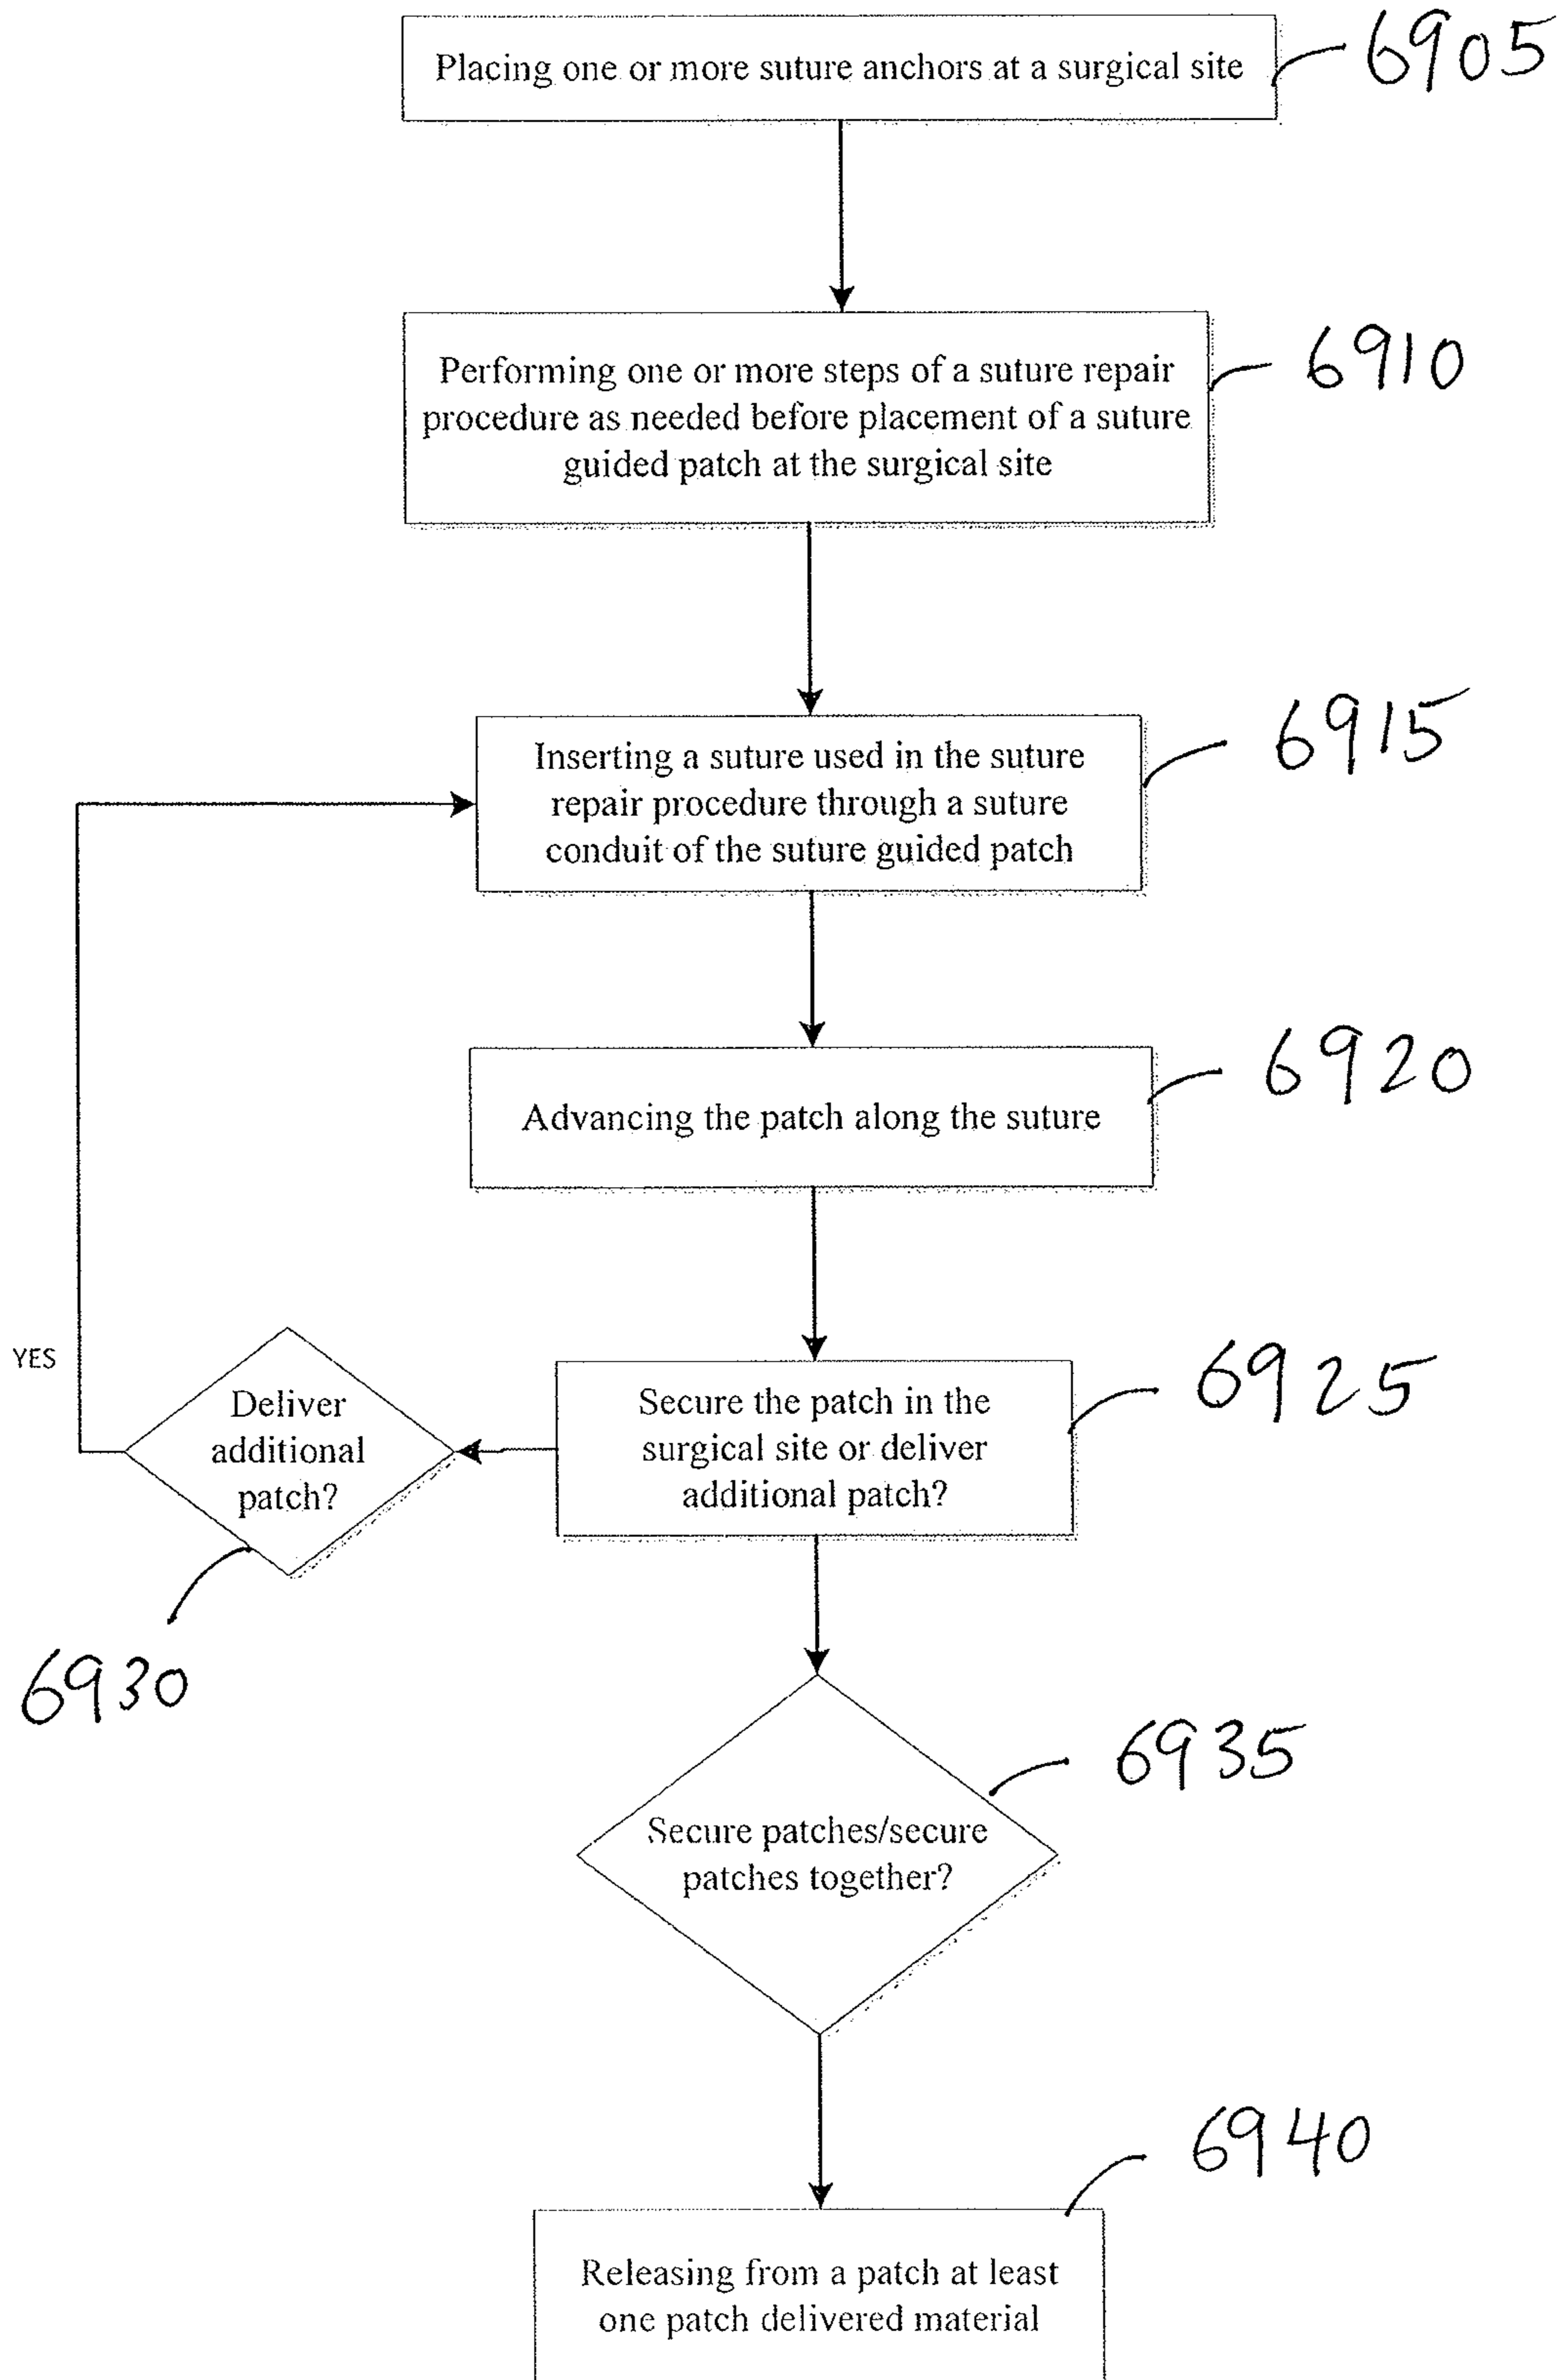 Placing one or more suture anchors at a surgical site
6905
Performing one or more steps of a suture repair
procedure as needed before placement of a suture
guided patch at the surgical site
6910
Inserting a suture used in the suture
repair procedure through a suture
conduit of the suture guided patch
6915
Advancing the patch along the suture
6920
Secure the patch in the
surgical site or deliver
additional patch?
6925
YES
Deliver
additional
patch?
6930
Secure patches/secure
patches together?
6935
Releasing from a patch at least
one patch delivered material
6940